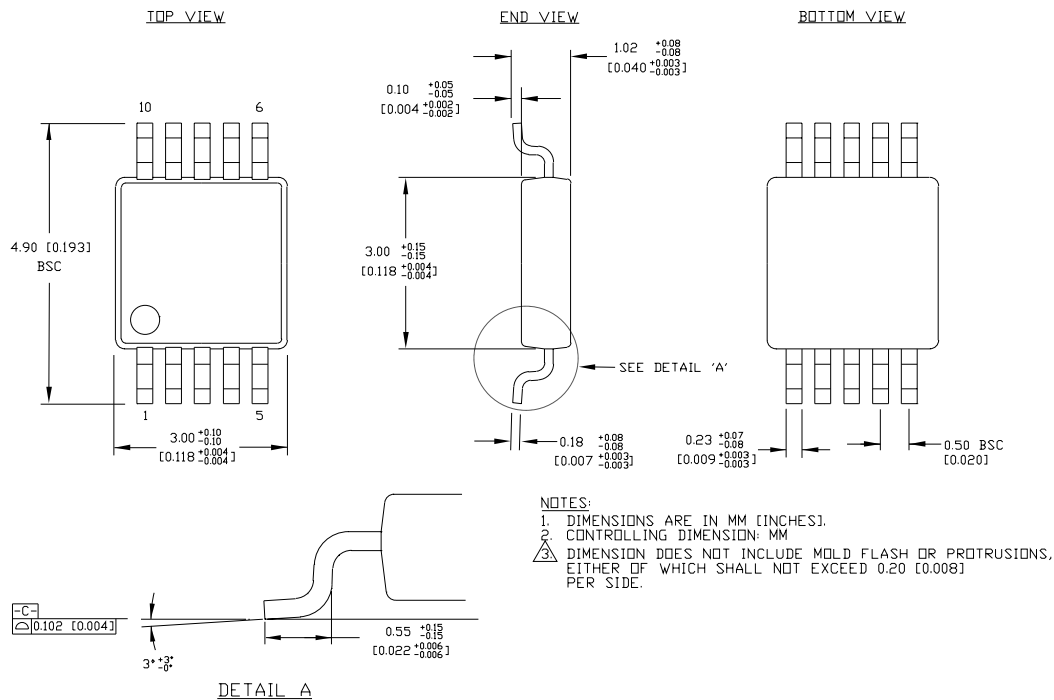 TOP VIEW
END VIEW
BOTTOM VIEW
1.02 +0.08 -0.08
[0.040 +0.003 -0.003]
0.10 +0.05 -0.05
[0.004 +0.002 -0.002]
10
6
4.90 [0.193]
BSC
3.00 +0.15 -0.15
[0.118 +0.004 -0.004]
SEE DETAIL 'A'
1
5
3.00 +0.10 -0.10
[0.118 +0.004 -0.004]
0.18 +0.08 -0.08
[0.007 +0.003 -0.003]
0.23 +0.07 -0.08
[0.009 +0.003 -0.003]
0.50 BSC
[0.020]
NOTES:
1. DIMENSIONS ARE IN MM [INCHES].
2. CONTROLLING DIMENSION: MM
3. DIMENSION DOES NOT INCLUDE MOLD FLASH OR PROTRUSIONS,
EITHER OF WHICH SHALL NOT EXCEED 0.20 [0.008]
PER SIDE.
-C-
0.102 [0.004]
0.55 +0.15 -0.15
[0.022 +0.006 -0.006]
3° +3° -0°
DETAIL A